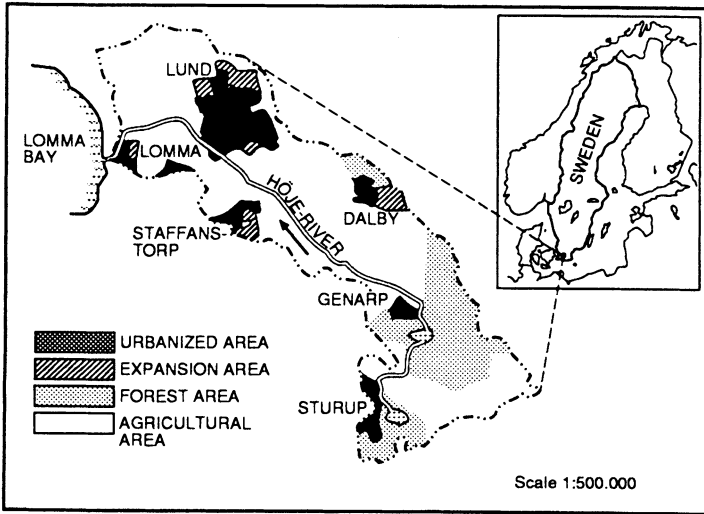 LUND
LOMMA
BAY
LOMMA
HÖJE-RIVER
STAFFANS
TORP
DALBY
GENARP
STURUP
SWEDEN
URBANIZED AREA
EXPANSION AREA
FOREST AREA
AGRICULTURAL
AREA
Scale 1:500.000